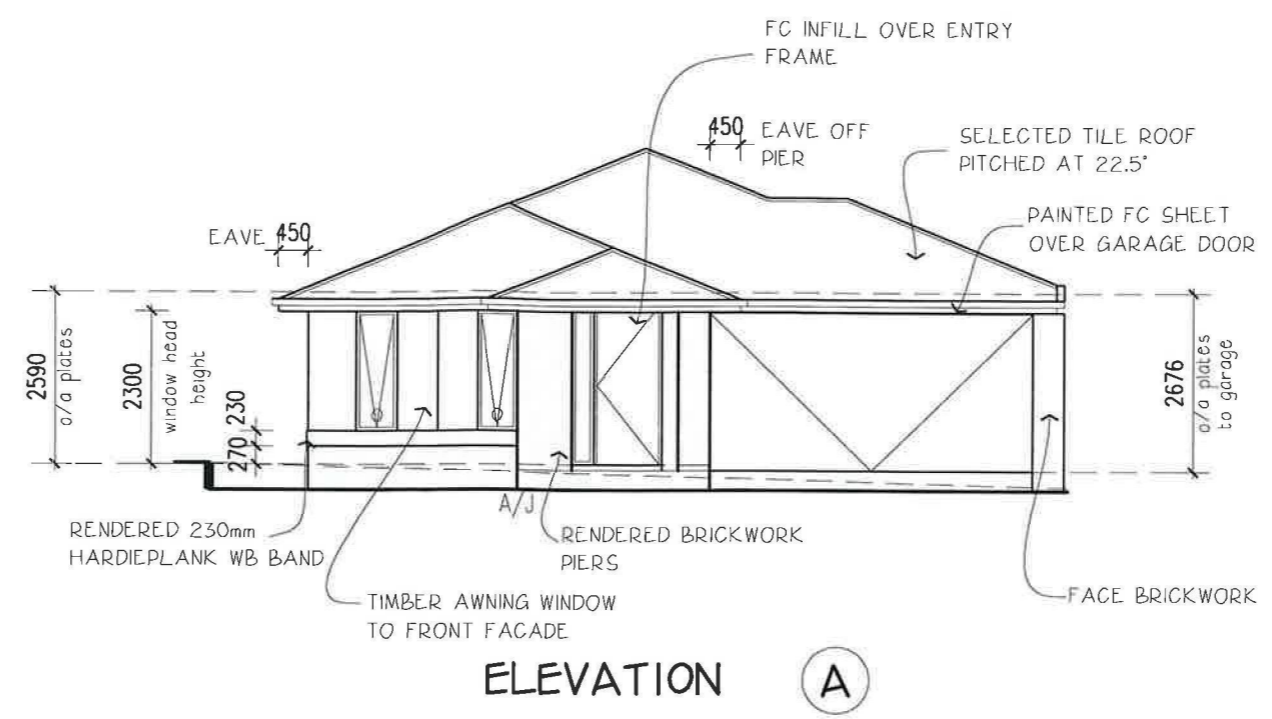 FC INFILL OVER ENTRY
FRAME
450 EAVE OFF
PIER
SELECTED TILE ROOF
PITCHED AT 22.5°
PAINTED FC SHEET
OVER GARAGE DOOR
EAVE 450
2590
o/a plates
2300
window head
height
230
270
2676
o/a plates
to garage
A/J
RENDERED 230mm
HARDIEPLANK WB BAND
RENDERED BRICKWORK
PIERS
TIMBER AWNING WINDOW
TO FRONT FACADE
FACE BRICKWORK
ELEVATION A